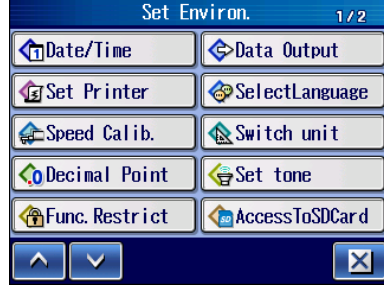 Set Environ. 1/2
Date/Time Data Output
Set Printer SelectLanguage
Speed Calib. Switch unit
Decimal Point Set tone
Func.Restrict AccessToSDCard